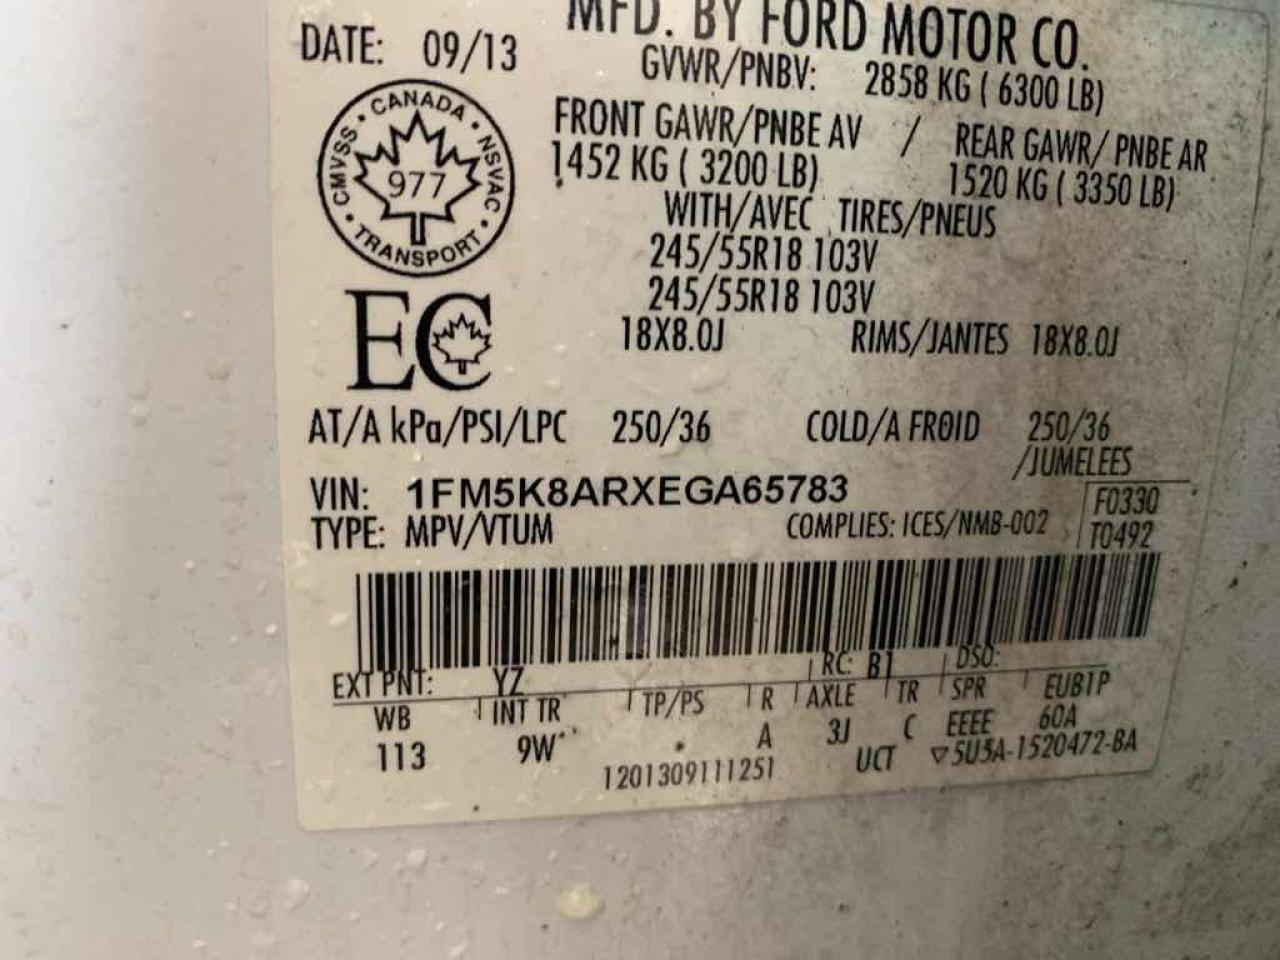 MFD. BY FORD MOTOR CO.
DATE: 09/13
GVWR/PNBV: 2858 KG ( 6300 LB)
CMVSS • CANADA • NSVAC • TRANSPORT •
977
FRONT GAWR/PNBE AV / REAR GAWR/ PNBE AR
1452 KG ( 3200 LB) 1520 KG ( 3350 LB)
WITH/AVEC TIRES/PNEUS
245/55R18 103V
245/55R18 103V
EC
18X8.0J RIMS/JANTES 18X8.0J
AT/A kPa/PSI/LPC 250/36 COLD/A FROID 250/36
/JUMELEES
VIN: 1FM5K8ARXEGA65783 F0330
TYPE: MPV/VTUM COMPLIES: ICES/NMB-002 T0492
EXT PNT: YZ RC: B1 DSO:
WB INT TR TP/PS R AXLE TR SPR EUB1P
113 9W A 3J C EEEE 60A
1201309111251 UCT ▽5U5A-1520472-BA